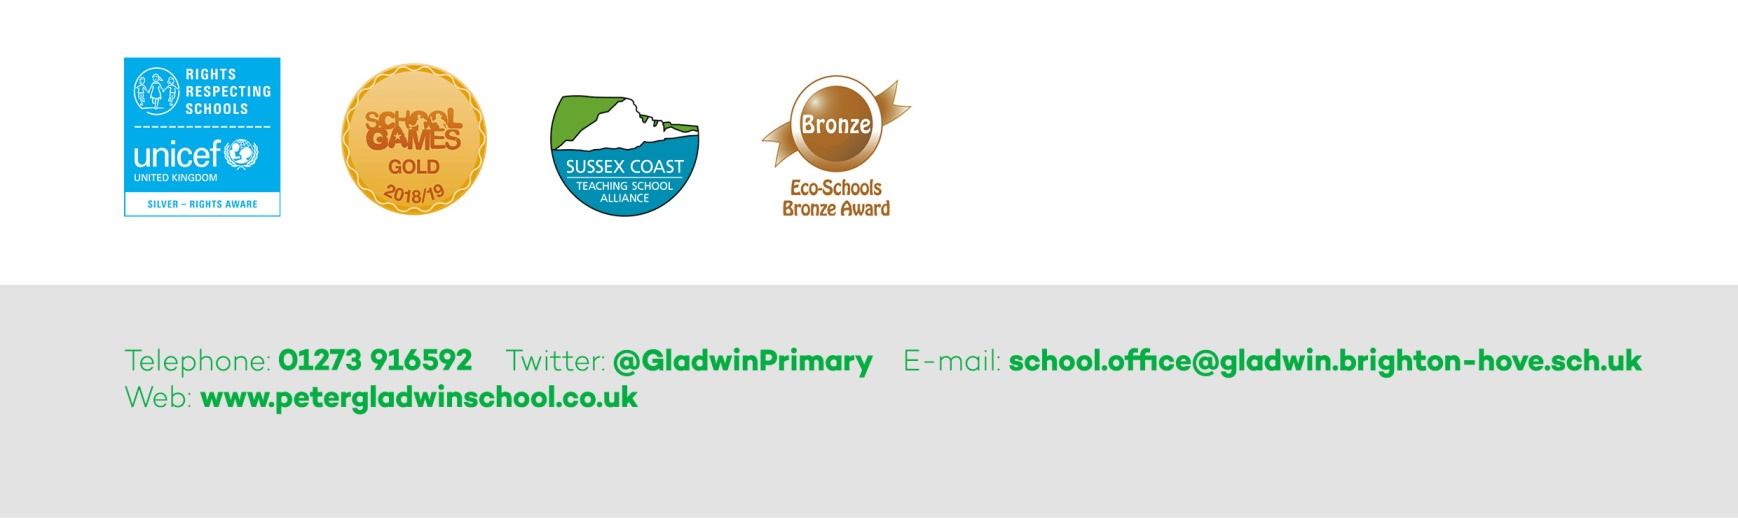 RIGHTS
RESPECTING
SCHOOLS
unicef
UNITED KINGDOM
SILVER – RIGHTS AWARE
SCHOOL
GAMES
GOLD
2018/19
SUSSEX COAST
TEACHING SCHOOL
ALLIANCE
Bronze
Eco-Schools
Bronze Award
Telephone: 01273 916592 Twitter: @GladwinPrimary E-mail: school.office@gladwin.brighton-hove.sch.uk
Web: www.petergladwinschool.co.uk